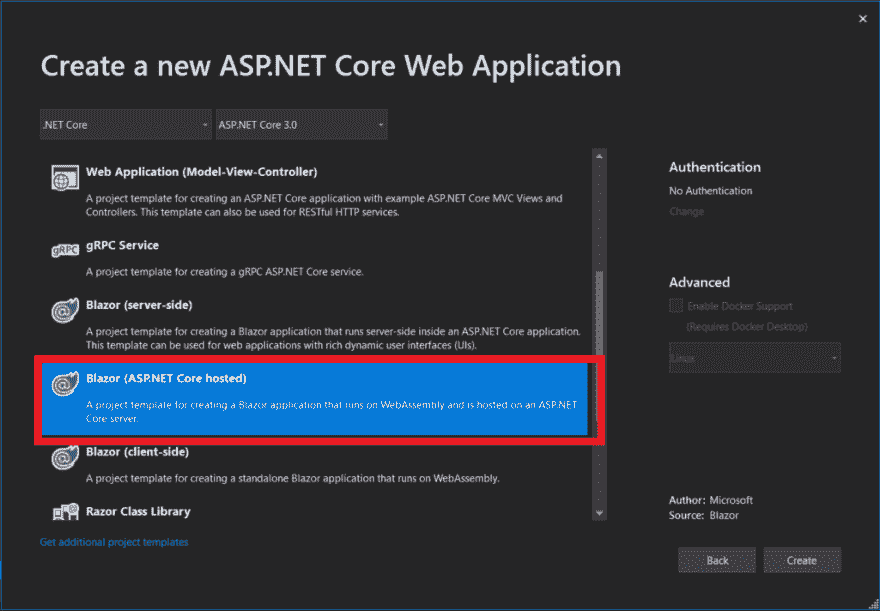 Create a new ASP.NET Core Web Application
.NET Core
ASP.NET Core 3.0
Web Application (Model-View-Controller)
A project template for creating an ASP.NET Core application with example ASP.NET Core MVC Views and
Controllers. This template can also be used for RESTful HTTP services.
gRPC
gRPC Service
A project template for creating a gRPC ASP.NET Core service.
Blazor (server-side)
A project template for creating a Blazor application that runs server-side inside an ASP.NET Core application.
This template can be used for web applications with rich dynamic user interfaces (UIs).
Blazor (ASP.NET Core hosted)
A project template for creating a Blazor application that runs on WebAssembly and is hosted on an ASP.NET
Core server.
Blazor (client-side)
A project template for creating a standalone Blazor application that runs on WebAssembly.
Razor Class Library
Get additional project templates
Authentication
No Authentication
Change
Advanced
Enable Docker Support
(Requires Docker Desktop)
Linux
Author: Microsoft
Source: Blazor
Back
Create